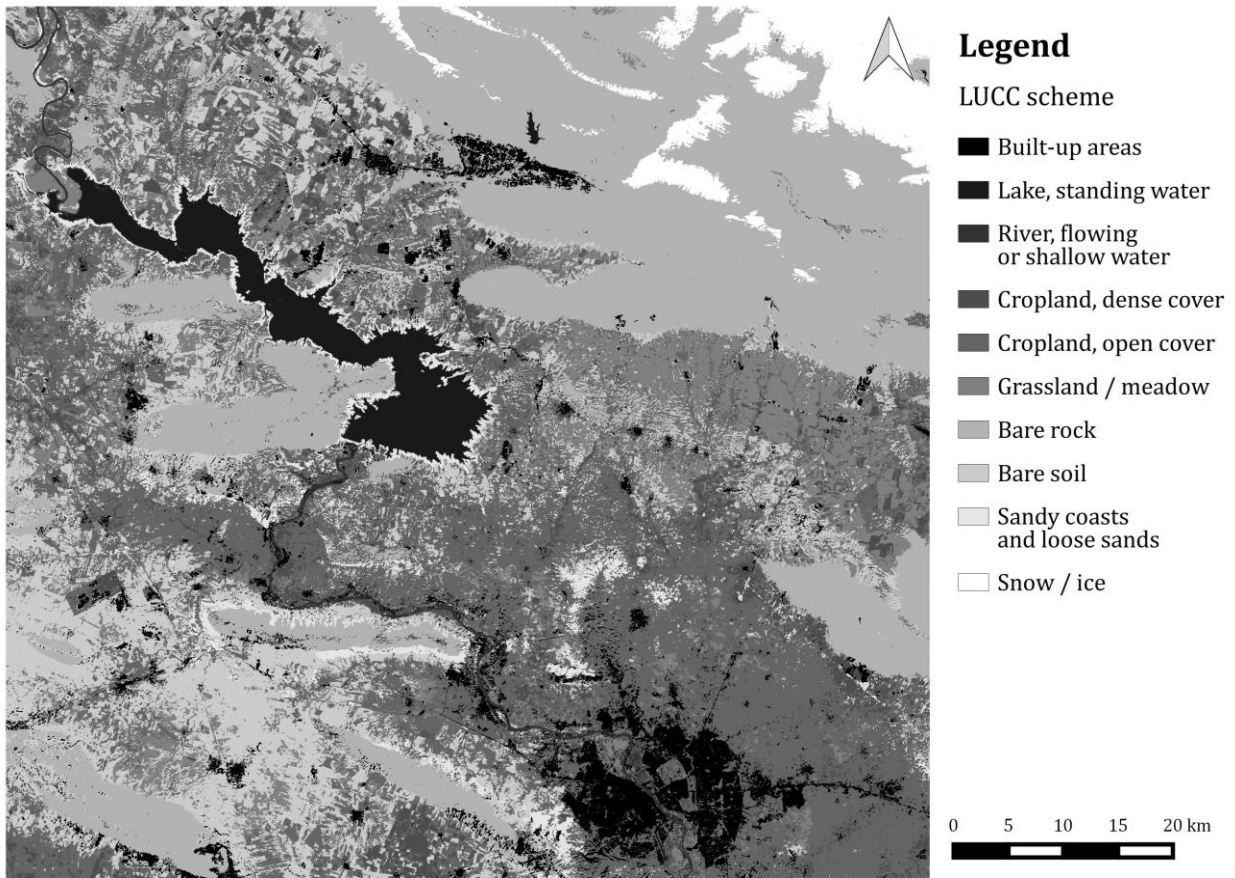 Legend
LUCC scheme
Built-up areas
Lake, standing water
River, flowing
or shallow water
Cropland, dense cover
Cropland, open cover
Grassland / meadow
Bare rock
Bare soil
Sandy coasts
and loose sands
Snow / ice
0 5 10 15 20 km